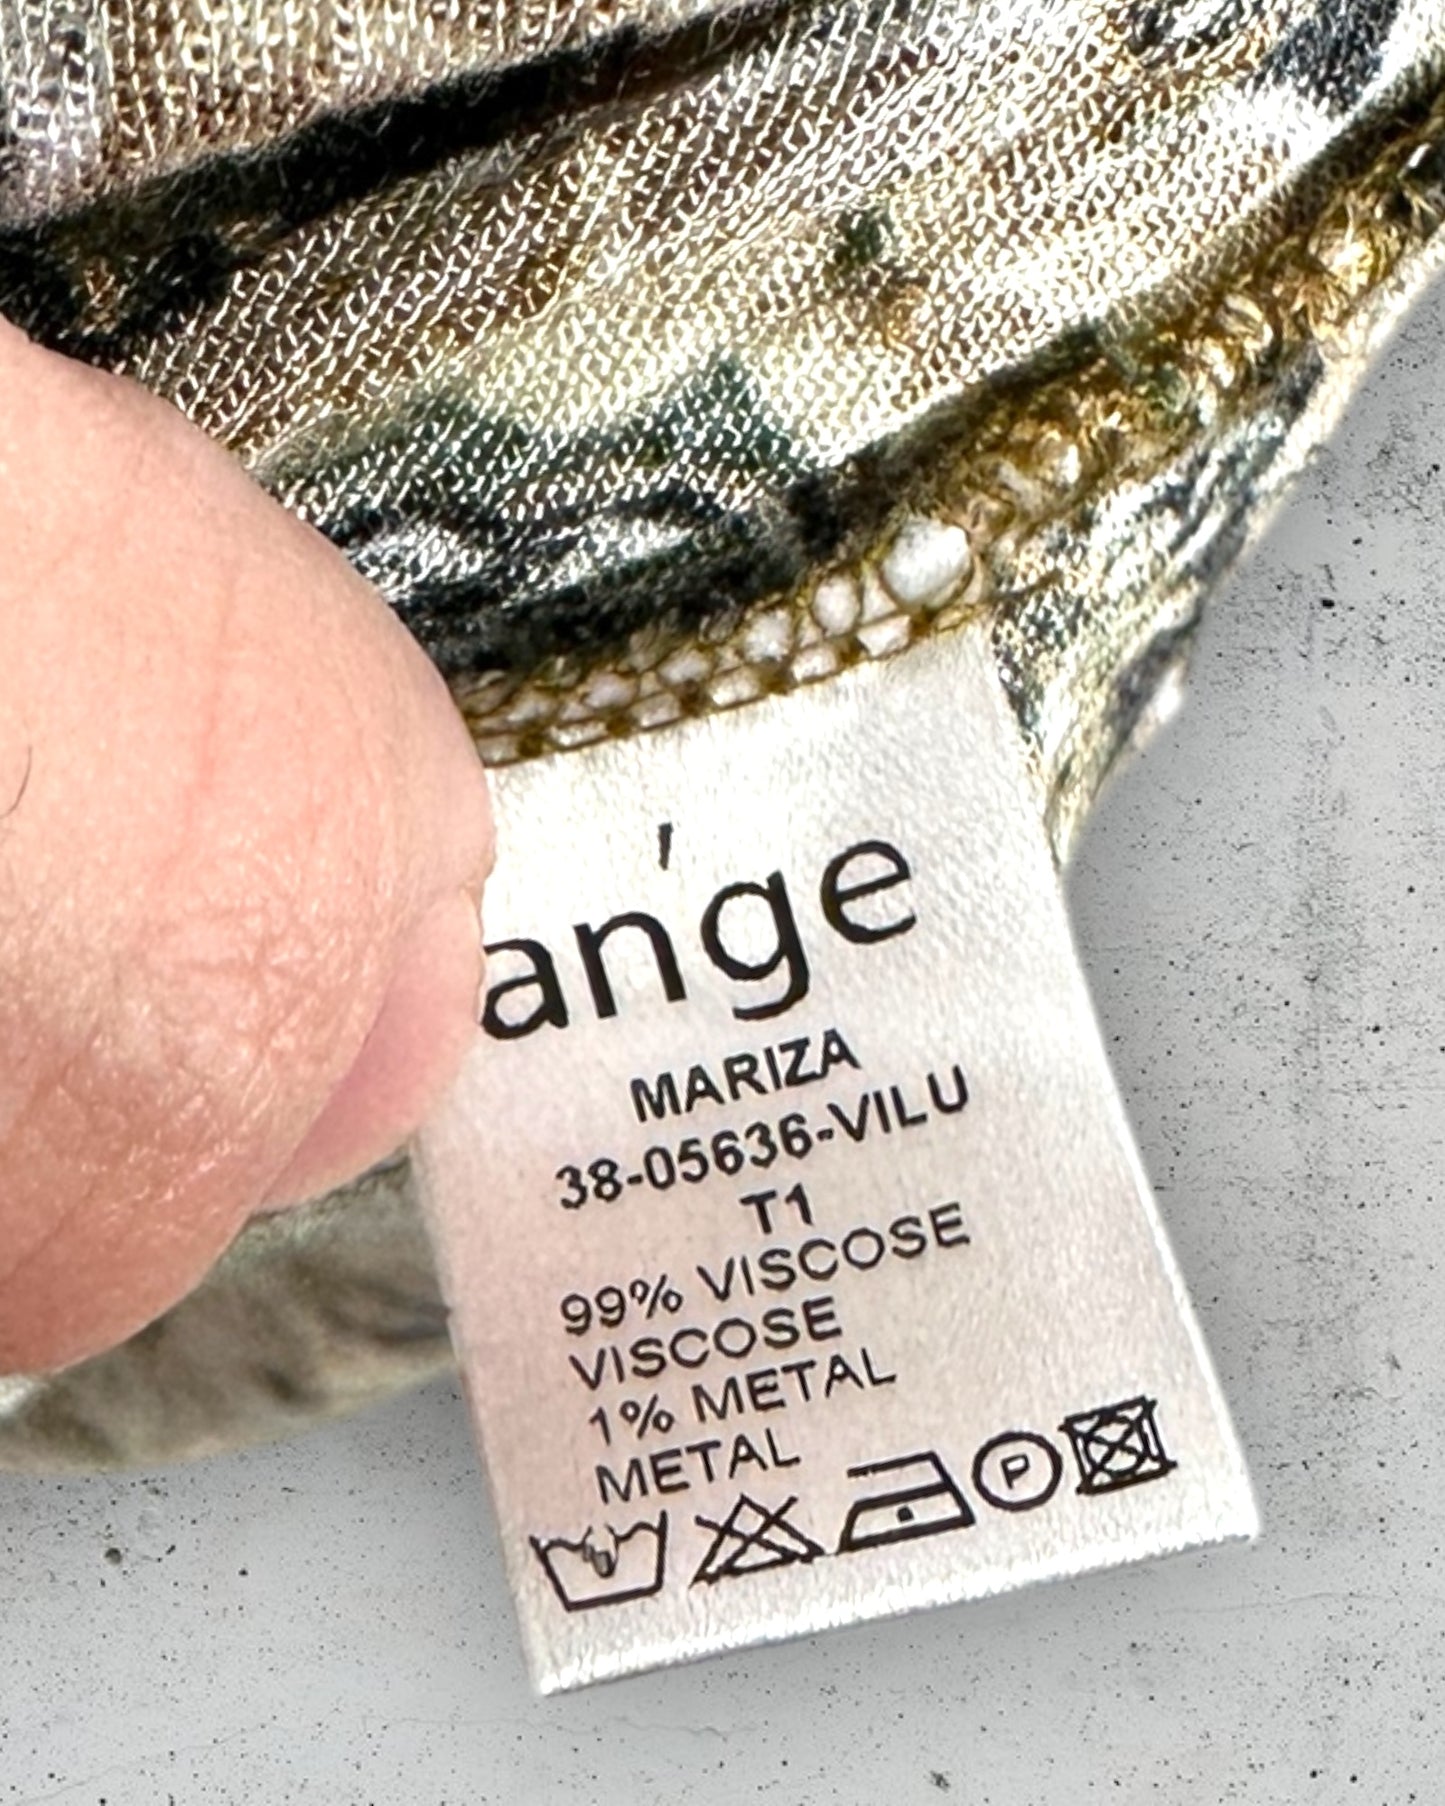 an'ge
MARIZA
38-05636-VILU
T1
99% VISCOSE
VISCOSE
1% METAL
METAL
P